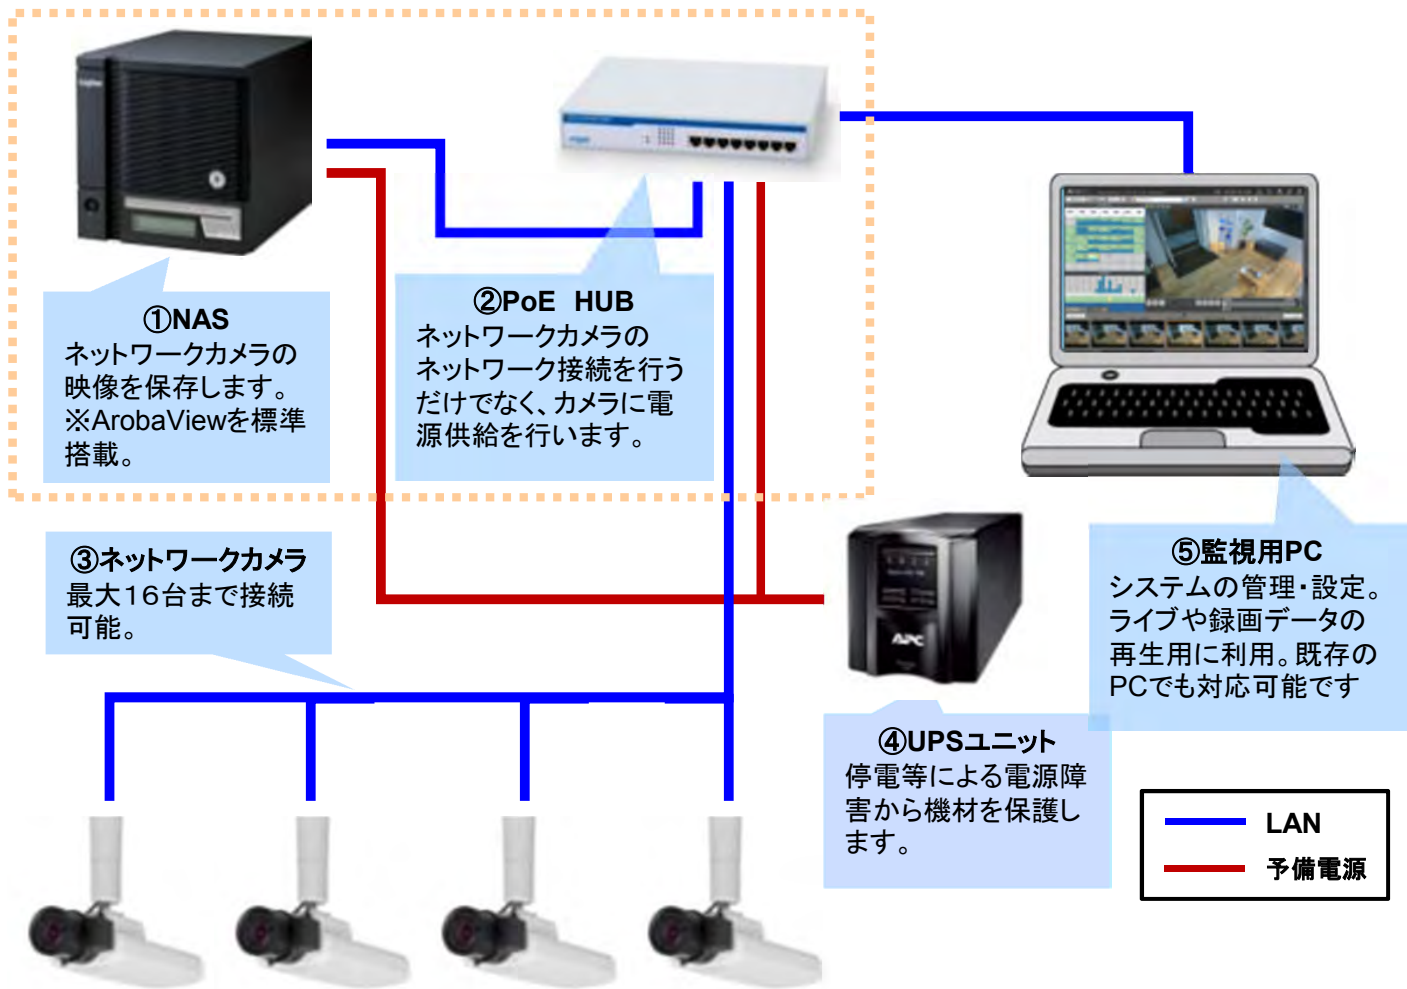 ①NAS
ネットワークカメラの
映像を保存します。
※ArobaViewを標準
搭載。
②PoE　HUB
ネットワークカメラの
ネットワーク接続を行う
だけでなく、カメラに電
源供給を行います。
③ネットワークカメラ
最大１６台まで接続
可能。
APC
④UPSユニット
停電等による電源障
害から機材を保護し
ます。
⑤監視用PC
システムの管理・設定。
ライブや録画データの
再生用に利用。既存の
PCでも対応可能です
LAN
予備電源